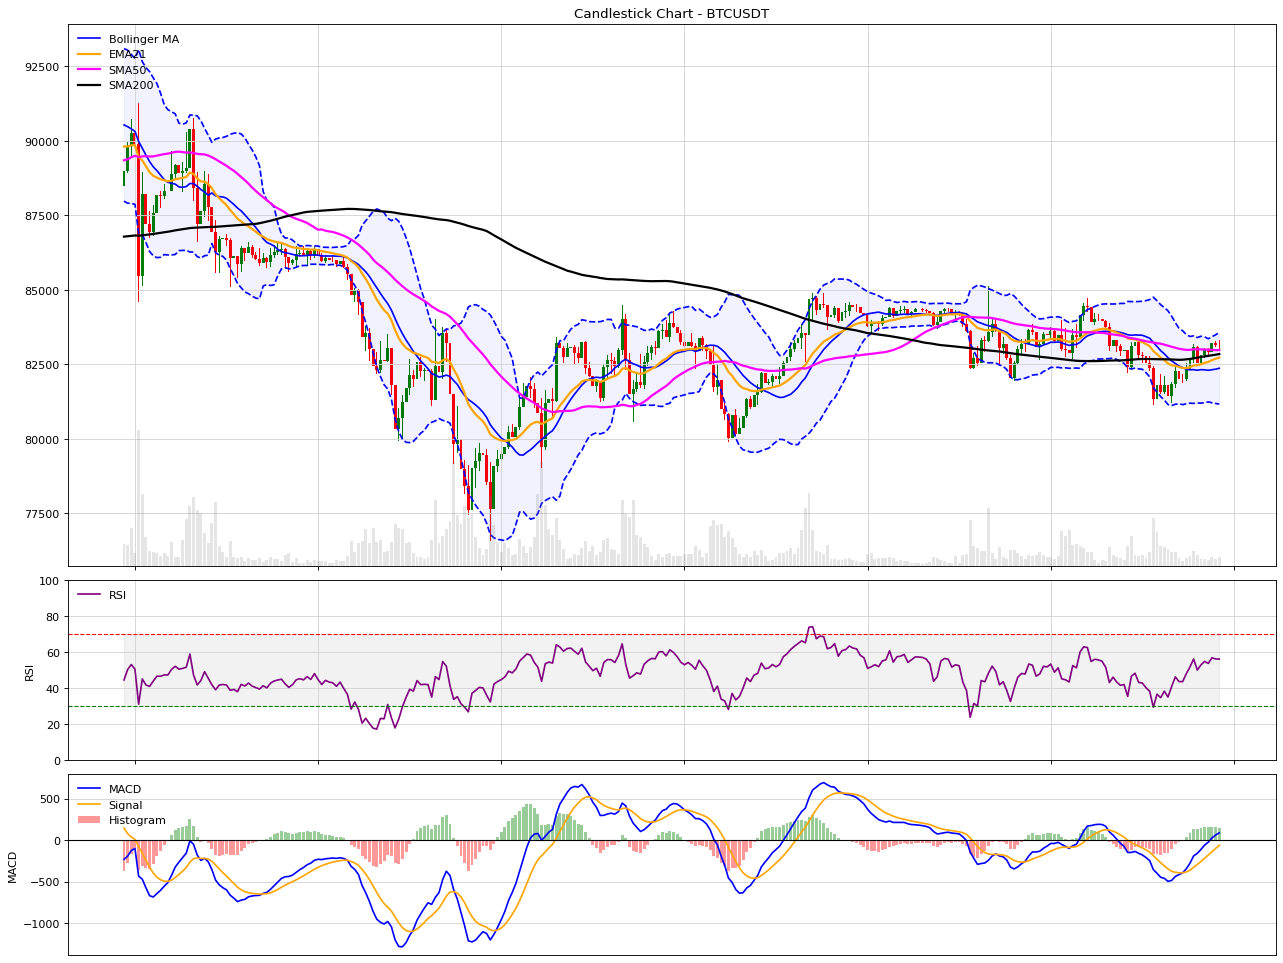 Candlestick Chart - BTCUSDT
Bollinger MA
EMA21
SMA50
SMA200
92500
90000
87500
85000
82500
80000
77500
RSI
RSI
100
80
60
40
20
0
MACD
Signal
Histogram
MACD
500
0
−500
−1000